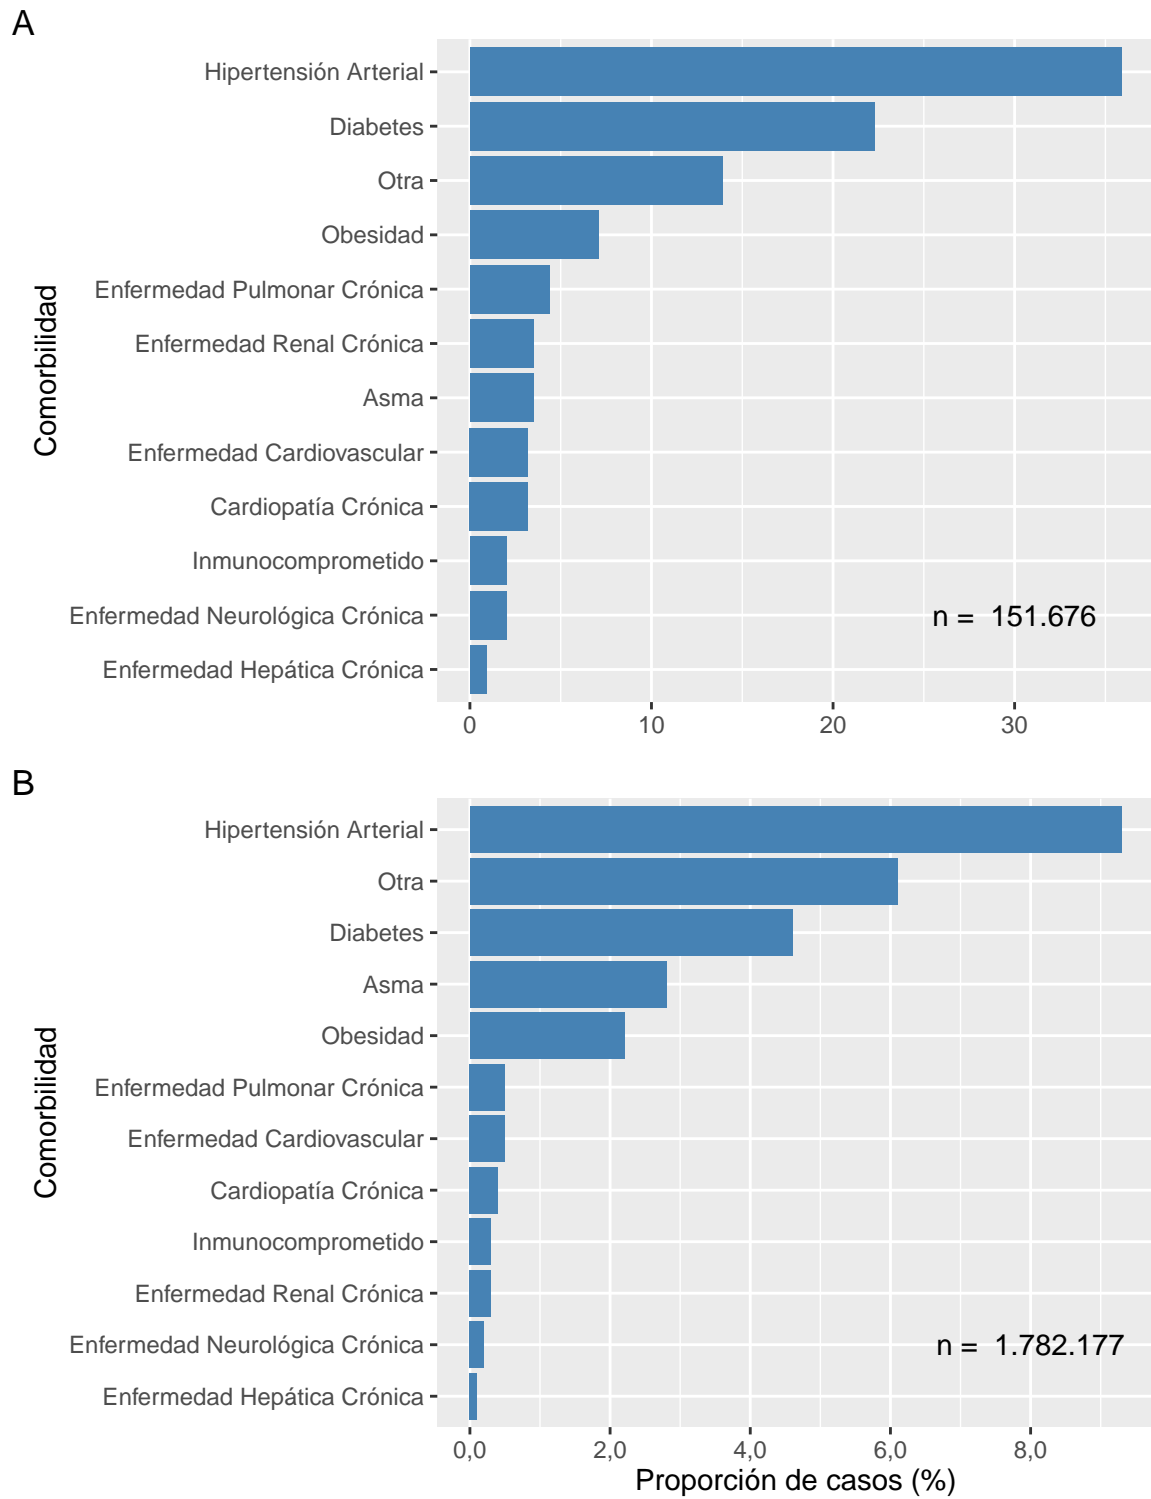 A
Hipertensión Arterial
Diabetes
Otra
Obesidad
Enfermedad Pulmonar Crónica
Enfermedad Renal Crónica
Asma
Enfermedad Cardiovascular
Cardiopatía Crónica
Inmunocomprometido
Enfermedad Neurológica Crónica
Enfermedad Hepática Crónica
Comorbilidad
n = 151.676
0 10 20 30
B
Hipertensión Arterial
Otra
Diabetes
Asma
Obesidad
Enfermedad Pulmonar Crónica
Enfermedad Cardiovascular
Cardiopatía Crónica
Inmunocomprometido
Enfermedad Renal Crónica
Enfermedad Neurológica Crónica
Enfermedad Hepática Crónica
Comorbilidad
n = 1.782.177
0,0 2,0 4,0 6,0 8,0
Proporción de casos (%)